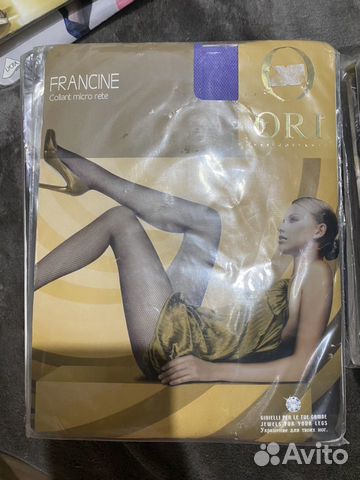 FRANCINE
Collant micro rete
ORI
GIOIELLI PER LE TUE GAMBE
JEWELS FOR YOUR LEGS
Украшение для твоих ног.
Avito